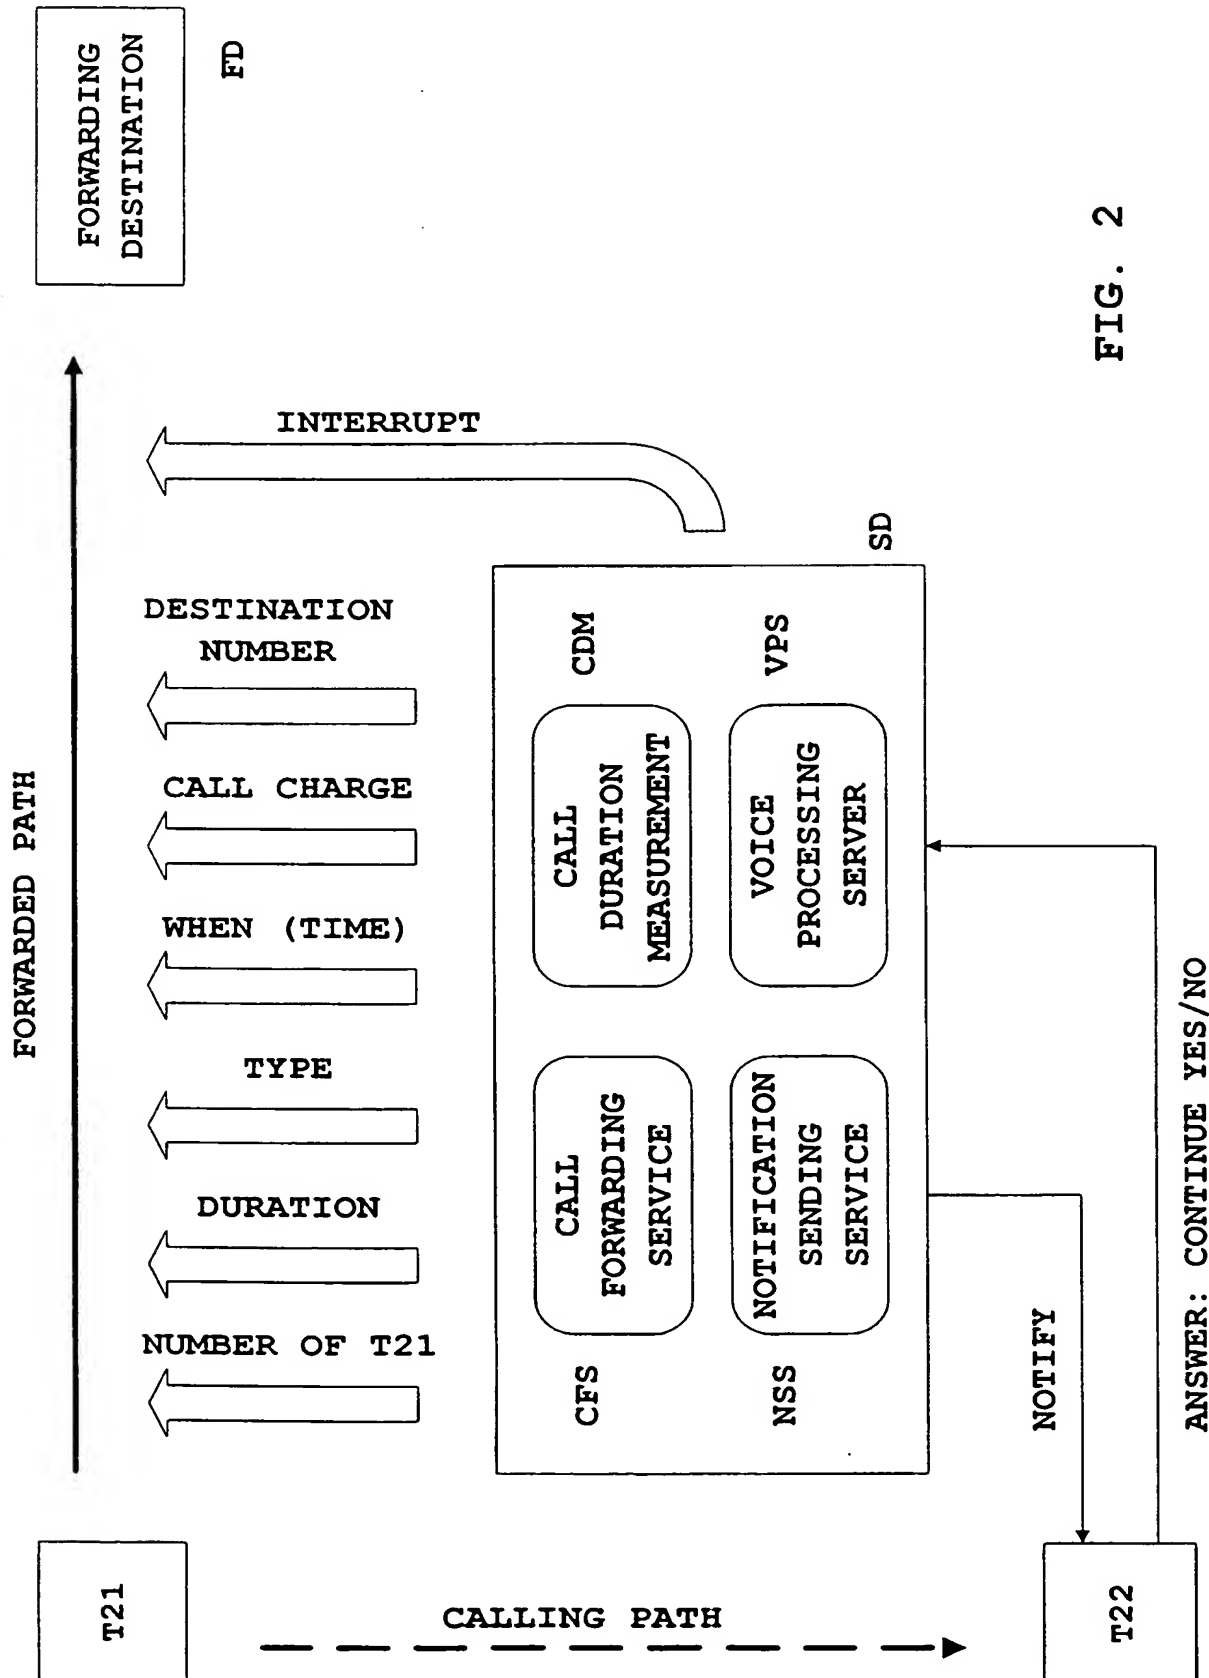 FORWARDING
DESTINATION
FD
FORWARDED PATH
INTERRUPT
DESTINATION
NUMBER
CALL CHARGE
WHEN (TIME)
TYPE
DURATION
NUMBER OF T21
CALL
DURATION
MEASUREMENT
CDM
VOICE
PROCESSING
SERVER
VPS
SD
CALL
FORWARDING
SERVICE
CFS
NOTIFICATION
SENDING
SERVICE
NSS
NOTIFY
ANSWER: CONTINUE YES/NO
T21
CALLING PATH
T22
FIG. 2